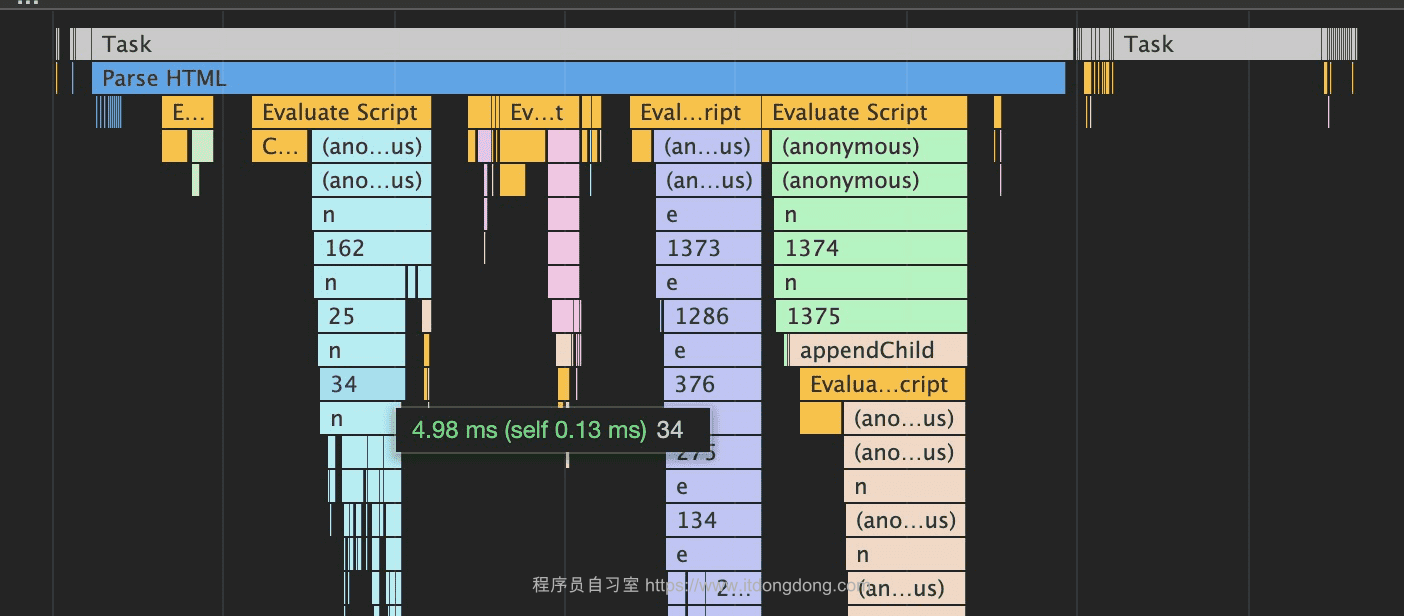 Task Task
Parse HTML
E... Evaluate Script Ev...t Eval...ript Evaluate Script
C... (ano...us) (an...us) (anonymous)
(ano...us) (an...us) (anonymous)
n e n
162 1373 1374
n e n
25 1286 1375
n e appendChild
34 376 Evalua...cript
n (ano...us)
4.98 ms (self 0.13 ms) 34
275 (ano...us)
e n
134 (ano...us)
e n
2... (an...us)
程序员自习室 https://www.itdongdong.com